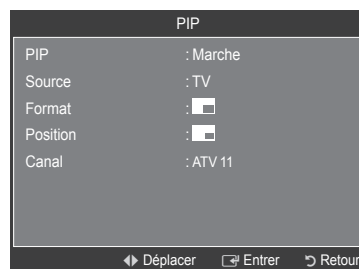 PIP
PIP : Marche
Source : TV
Format :
Position :
Canal : ATV 11
Déplacer Entrer Retour